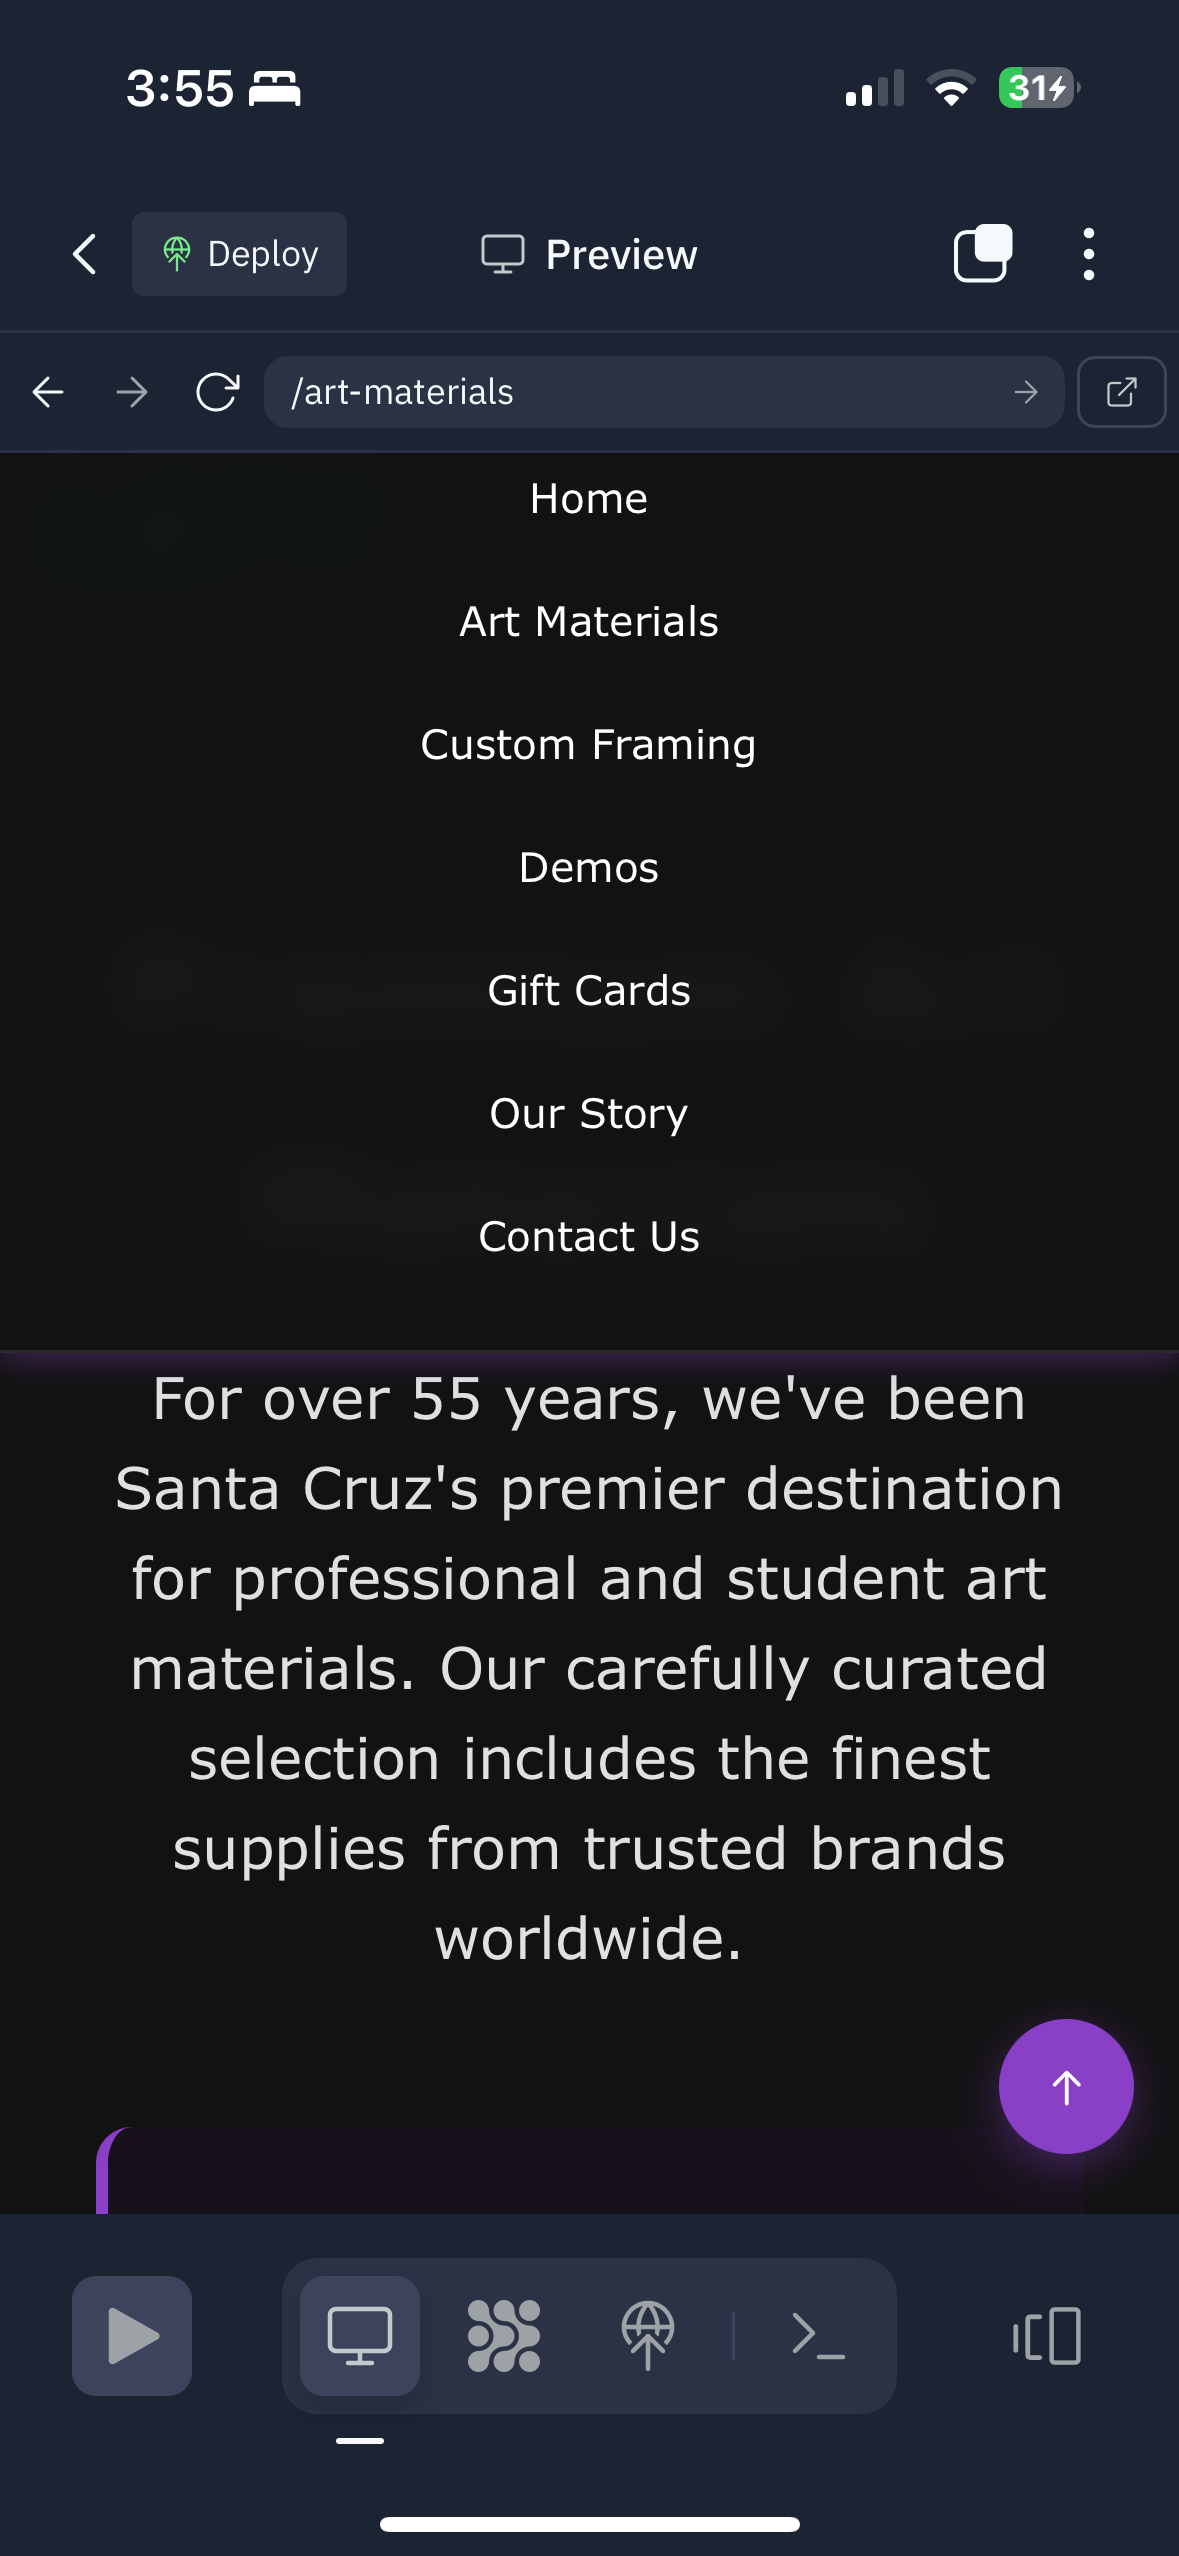 3:55
31
Deploy
Preview
/art-materials
Home
Art Materials
Custom Framing
Demos
Gift Cards
Our Story
Contact Us
For over 55 years, we've been
Santa Cruz's premier destination
for professional and student art
materials. Our carefully curated
selection includes the finest
supplies from trusted brands
worldwide.